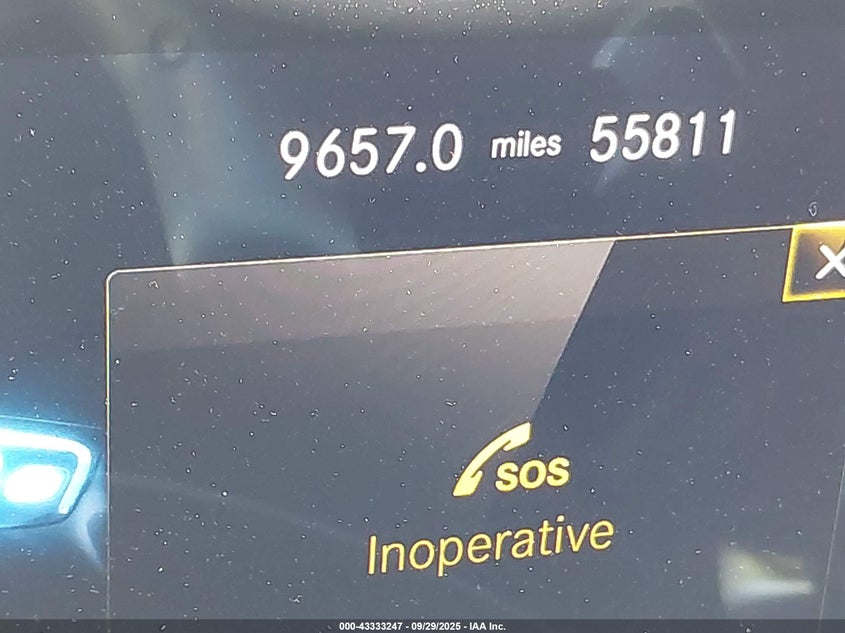 9657.0 miles 55811
X
SOS
Inoperative
000-43333247 - 09/29/2025 - IAA Inc.